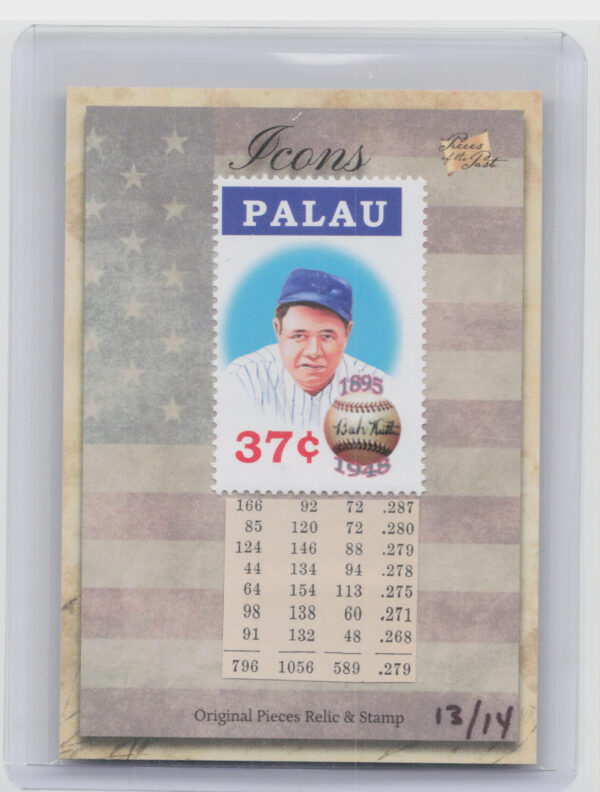 Icons
Pieces
of the Past
PALAU
1895
Babe Ruth
37¢
1948
166 92 72 .287
85 120 72 .280
124 146 88 .279
44 134 94 .278
64 154 113 .275
98 138 60 .271
91 132 48 .268
796 1056 589 .279
Original Pieces Relic & Stamp
13/14